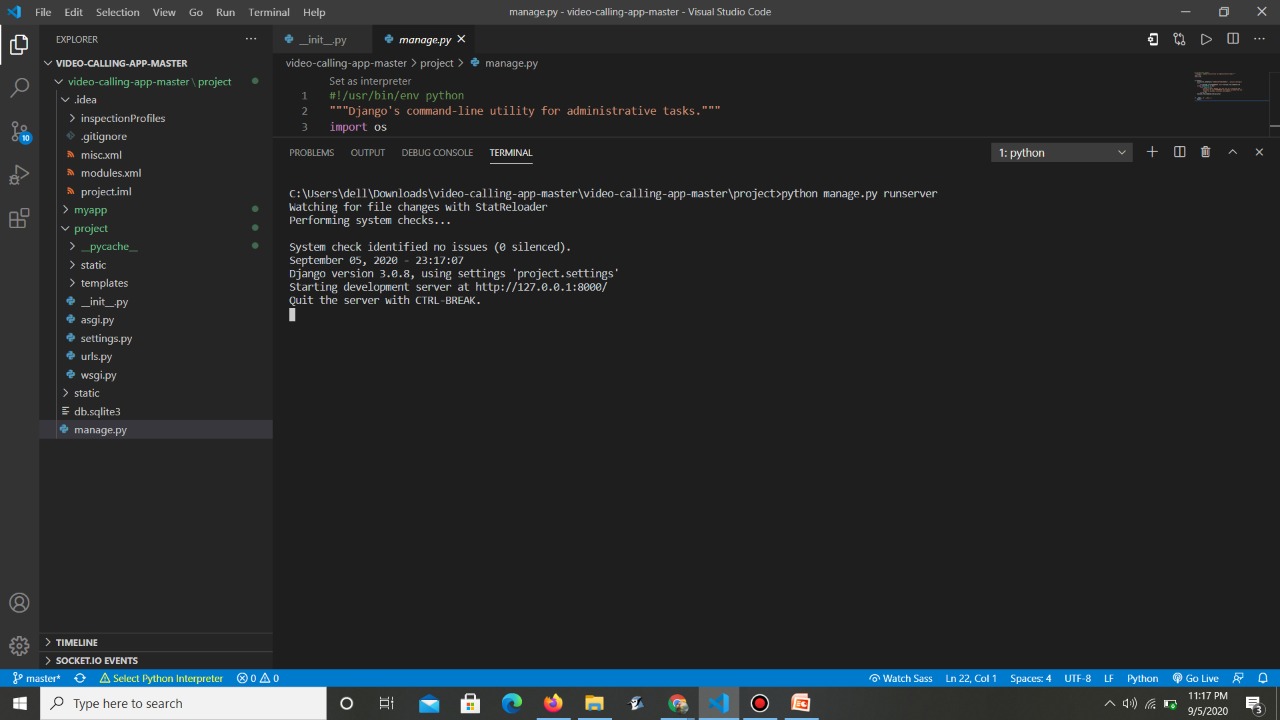 File Edit Selection View Go Run Terminal Help
manage.py - video-calling-app-master - Visual Studio Code
EXPLORER
__init__.py
manage.py
VIDEO-CALLING-APP-MASTER
video-calling-app-master \ project
.idea
inspectionProfiles
.gitignore
misc.xml
modules.xml
project.iml
myapp
project
__pycache__
static
templates
__init__.py
asgi.py
settings.py
urls.py
wsgi.py
static
db.sqlite3
manage.py
TIMELINE
SOCKET.IO EVENTS
10
video-calling-app-master > project > manage.py
Set as interpreter
1 #!/usr/bin/env python
2 """Django's command-line utility for administrative tasks."""
3 import os
PROBLEMS OUTPUT DEBUG CONSOLE TERMINAL
1: python
C:\Users\dell\Downloads\video-calling-app-master\video-calling-app-master\project>python manage.py runserver
Watching for file changes with StatReloader
Performing system checks...
System check identified no issues (0 silenced).
September 05, 2020 - 23:17:07
Django version 3.0.8, using settings 'project.settings'
Starting development server at http://127.0.0.1:8000/
Quit the server with CTRL-BREAK.
master* Select Python Interpreter 0 0
Watch Sass Ln 22, Col 1 Spaces: 4 UTF-8 LF Python Go Live
Type here to search
11:17 PM
9/5/2020
3